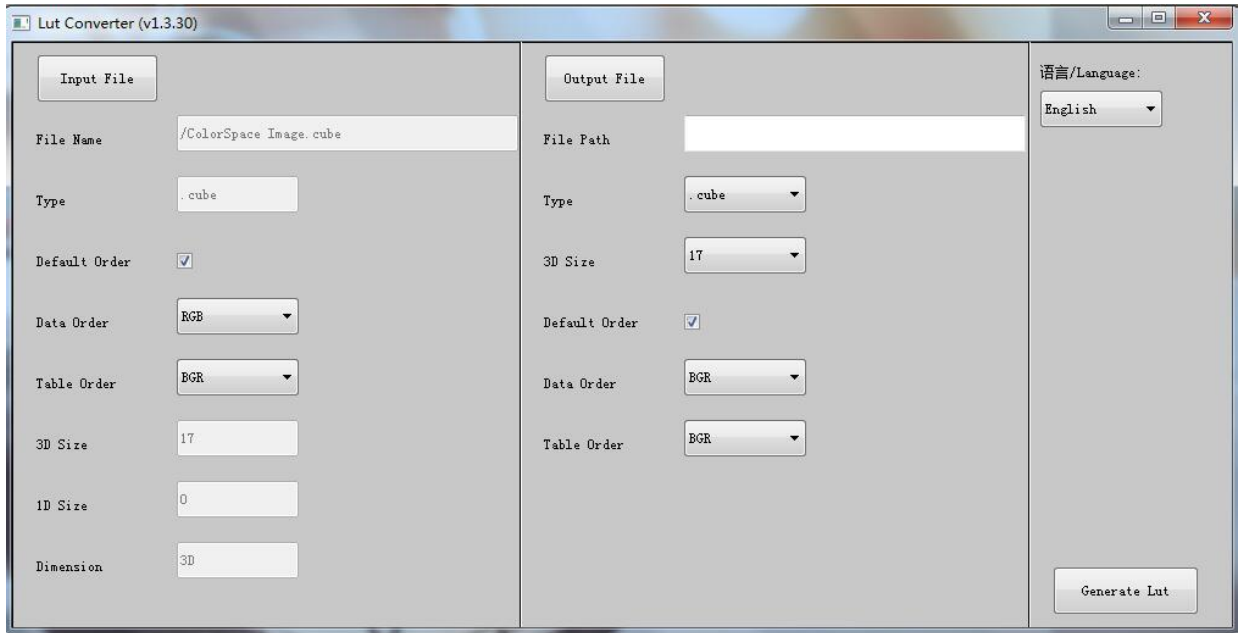 Lut Converter (v1.3.30)
Input File
File Name
/ColorSpace Image.cube
Type
.cube
Default Order
Data Order
RGB
Table Order
BGR
3D Size
17
1D Size
0
Dimension
3D
Output File
File Path
Type
.cube
3D Size
17
Default Order
Data Order
BGR
Table Order
BGR
语言/Language:
English
Generate Lut